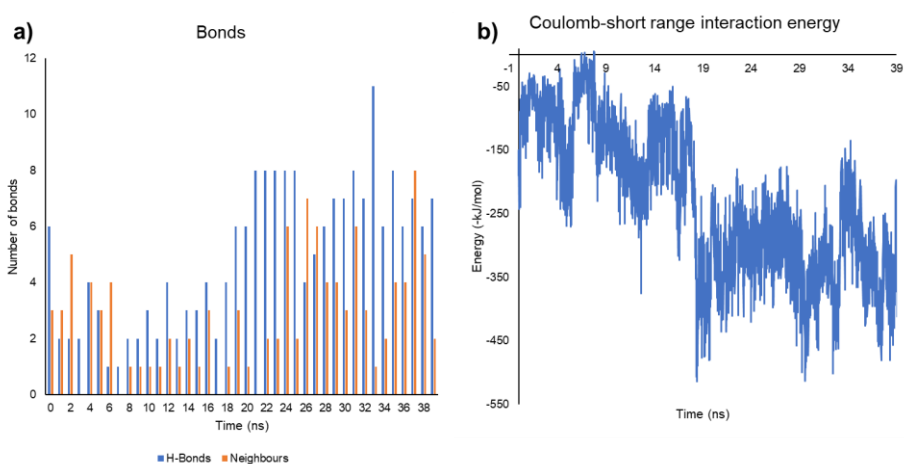 a)
Bonds
12
10
8
6
4
2
0
Number of bonds
0 2 4 6 8 10 12 14 16 18 20 22 24 26 28 30 32 34 36 38
Time (ns)
H-Bonds Neighbours
b)
Coulomb-short range interaction energy
-1 4 9 14 19 24 29 34 39
-50
-150
-250
-350
-450
-550
Energy (-kJ/mol)
Time (ns)